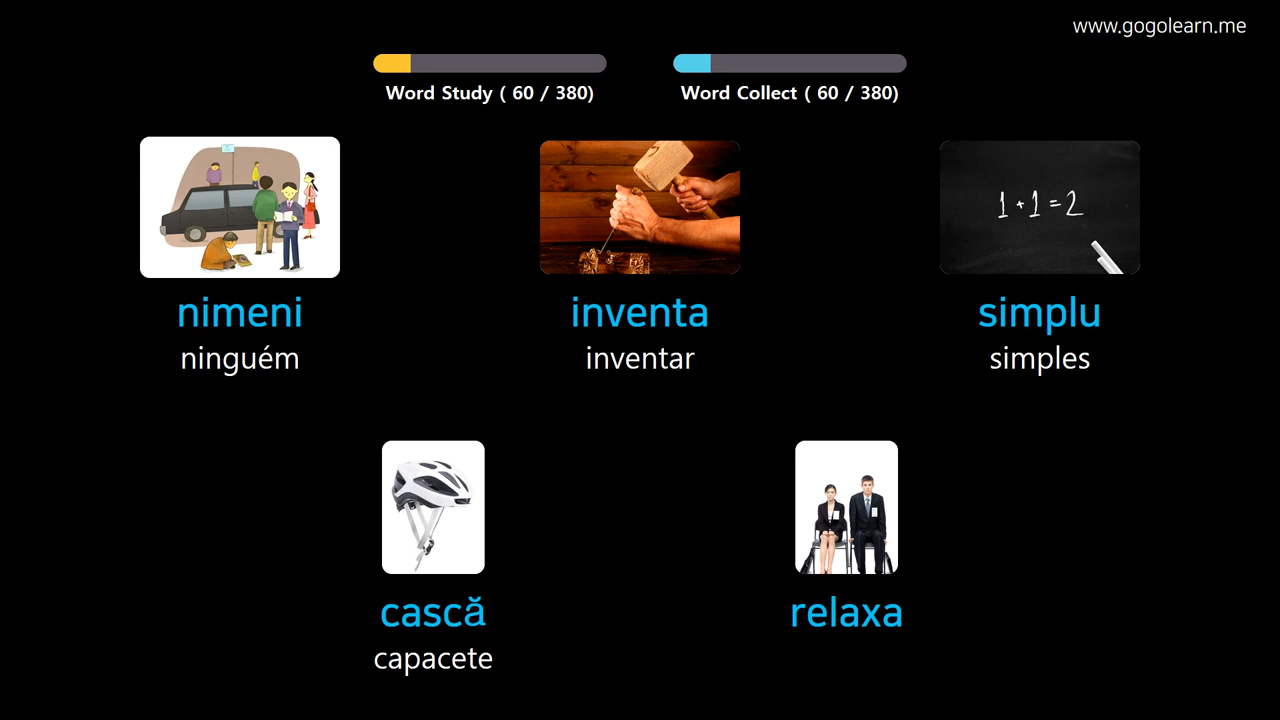 www.gogolearn.me
Word Study ( 60 / 380)
Word Collect ( 60 / 380)
1 + 1 = 2
nimeni
ninguém
inventa
inventar
simplu
simples
cască
capacete
relaxa